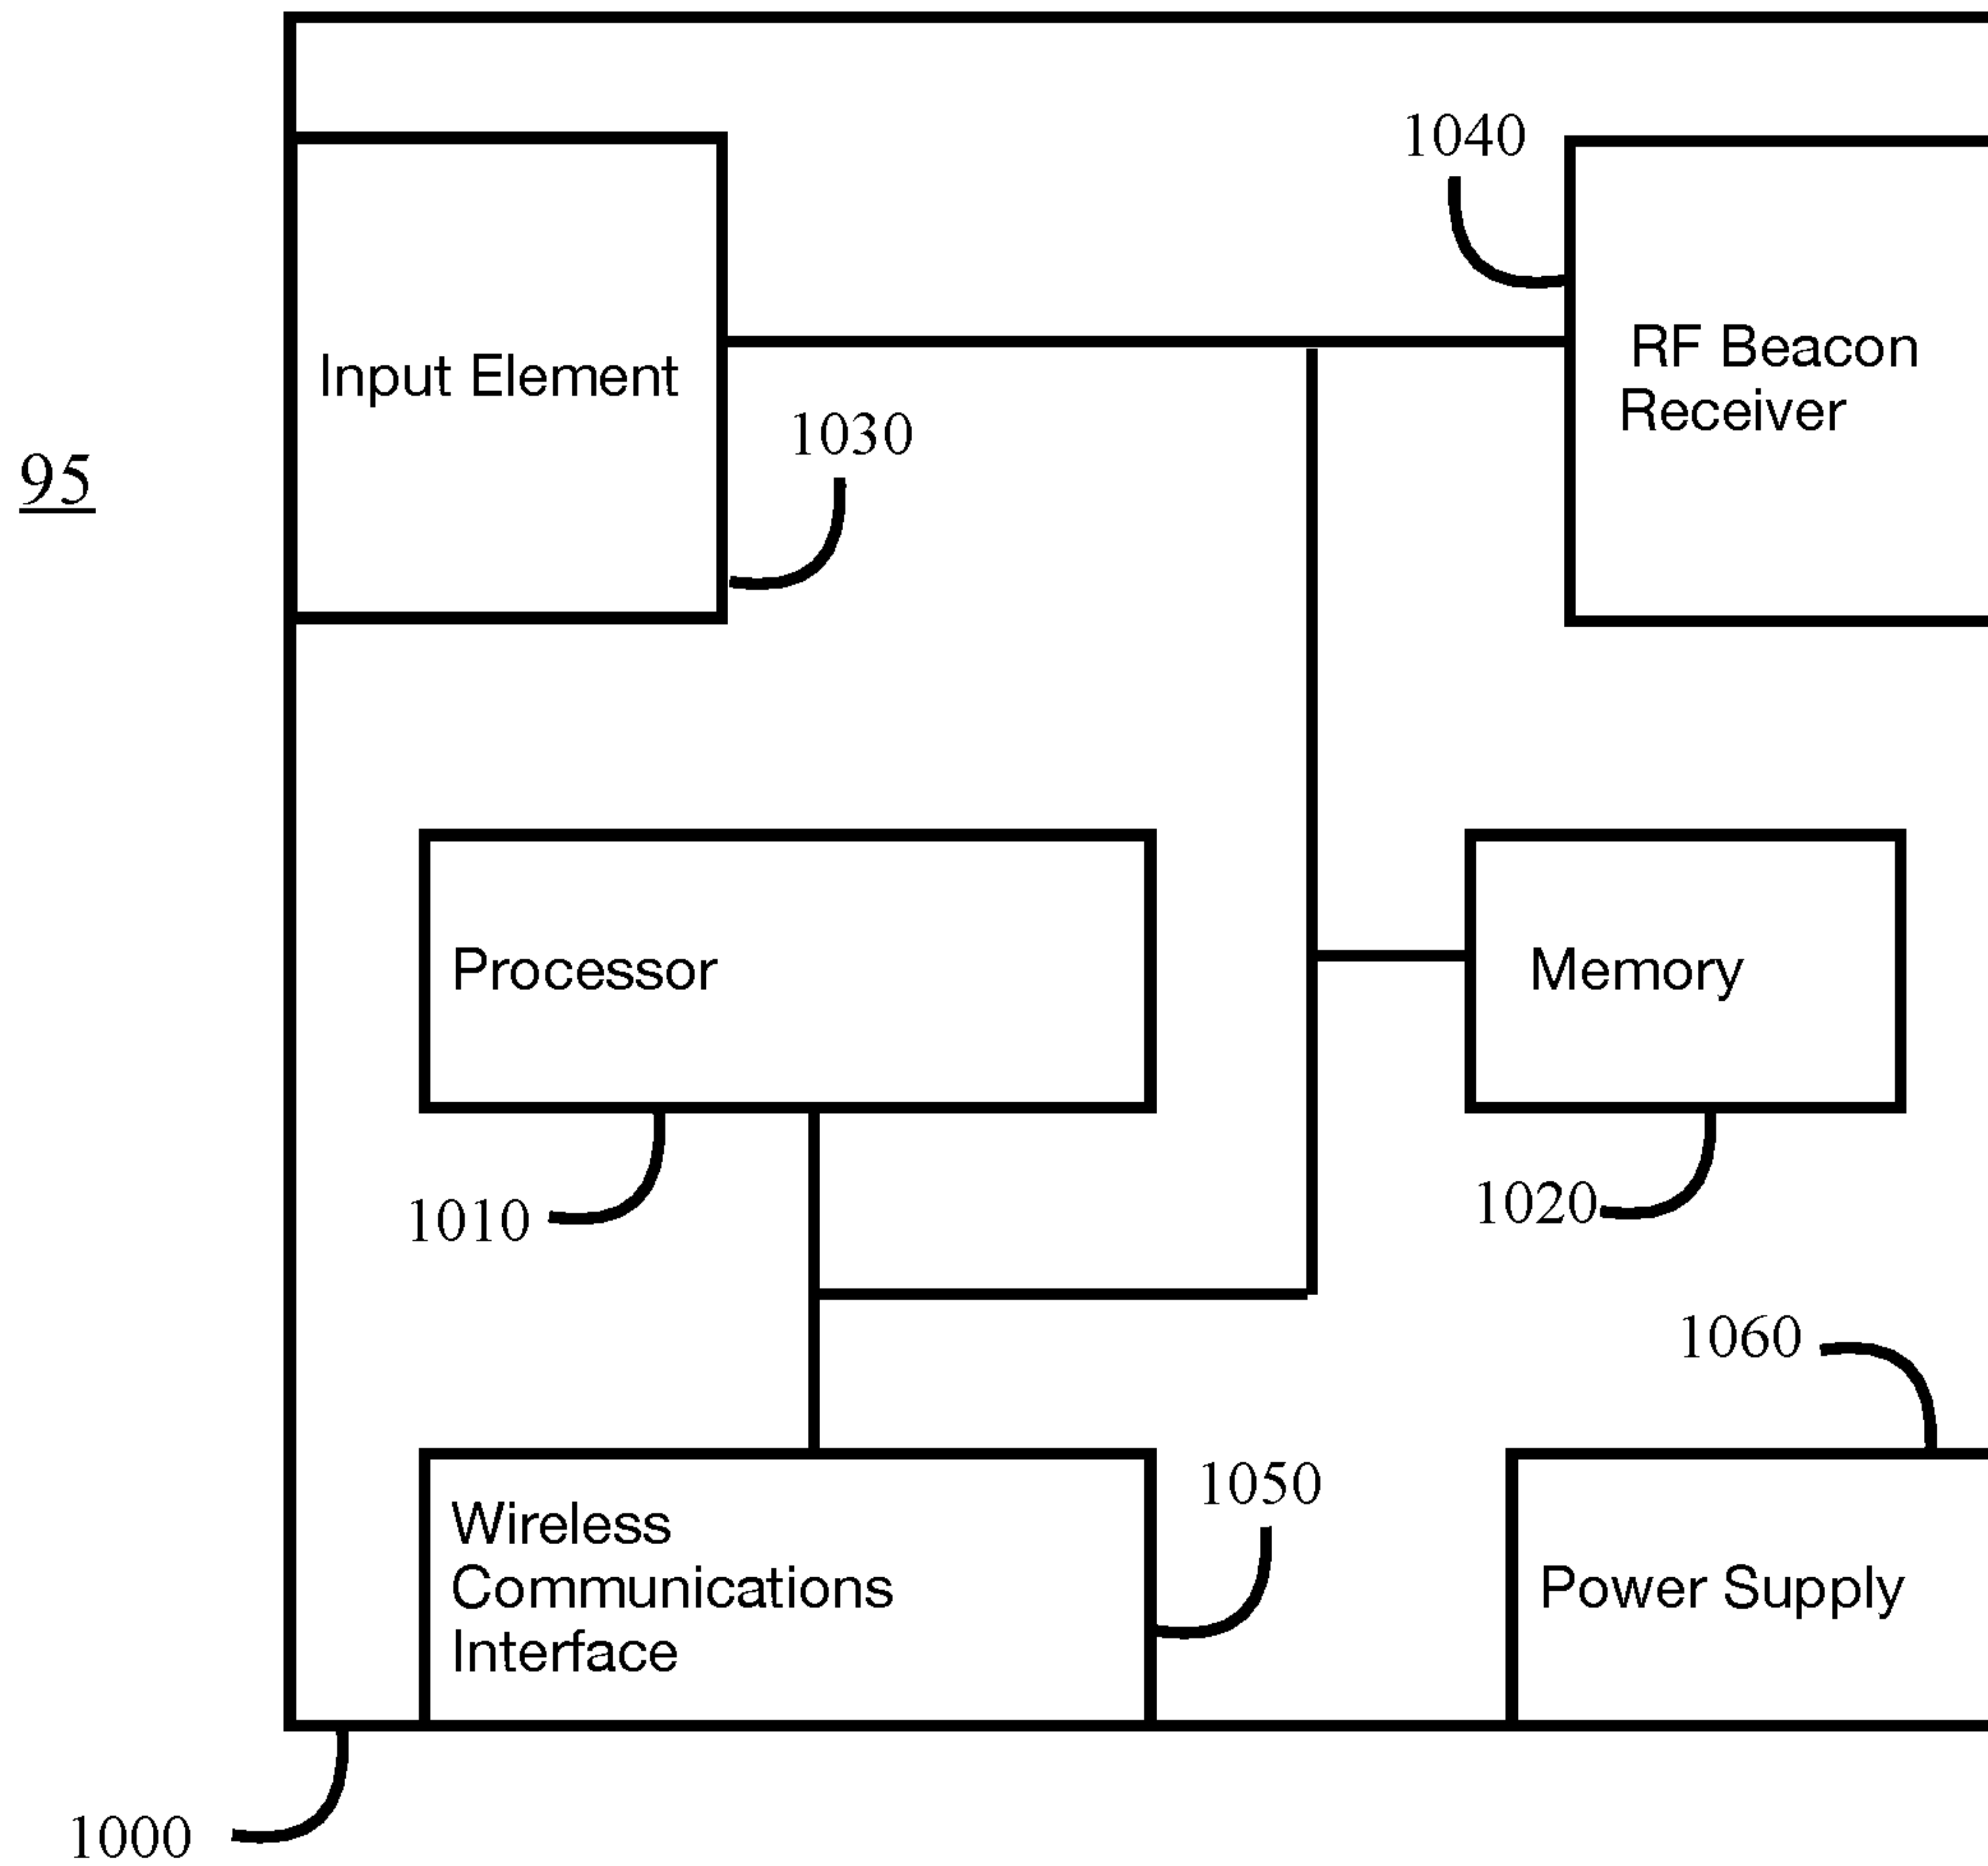 1040
Input Element
RF Beacon
Receiver
1030
95
Processor
Memory
1010
1020
1060
1050
Wireless
Communications
Interface
Power Supply
1000